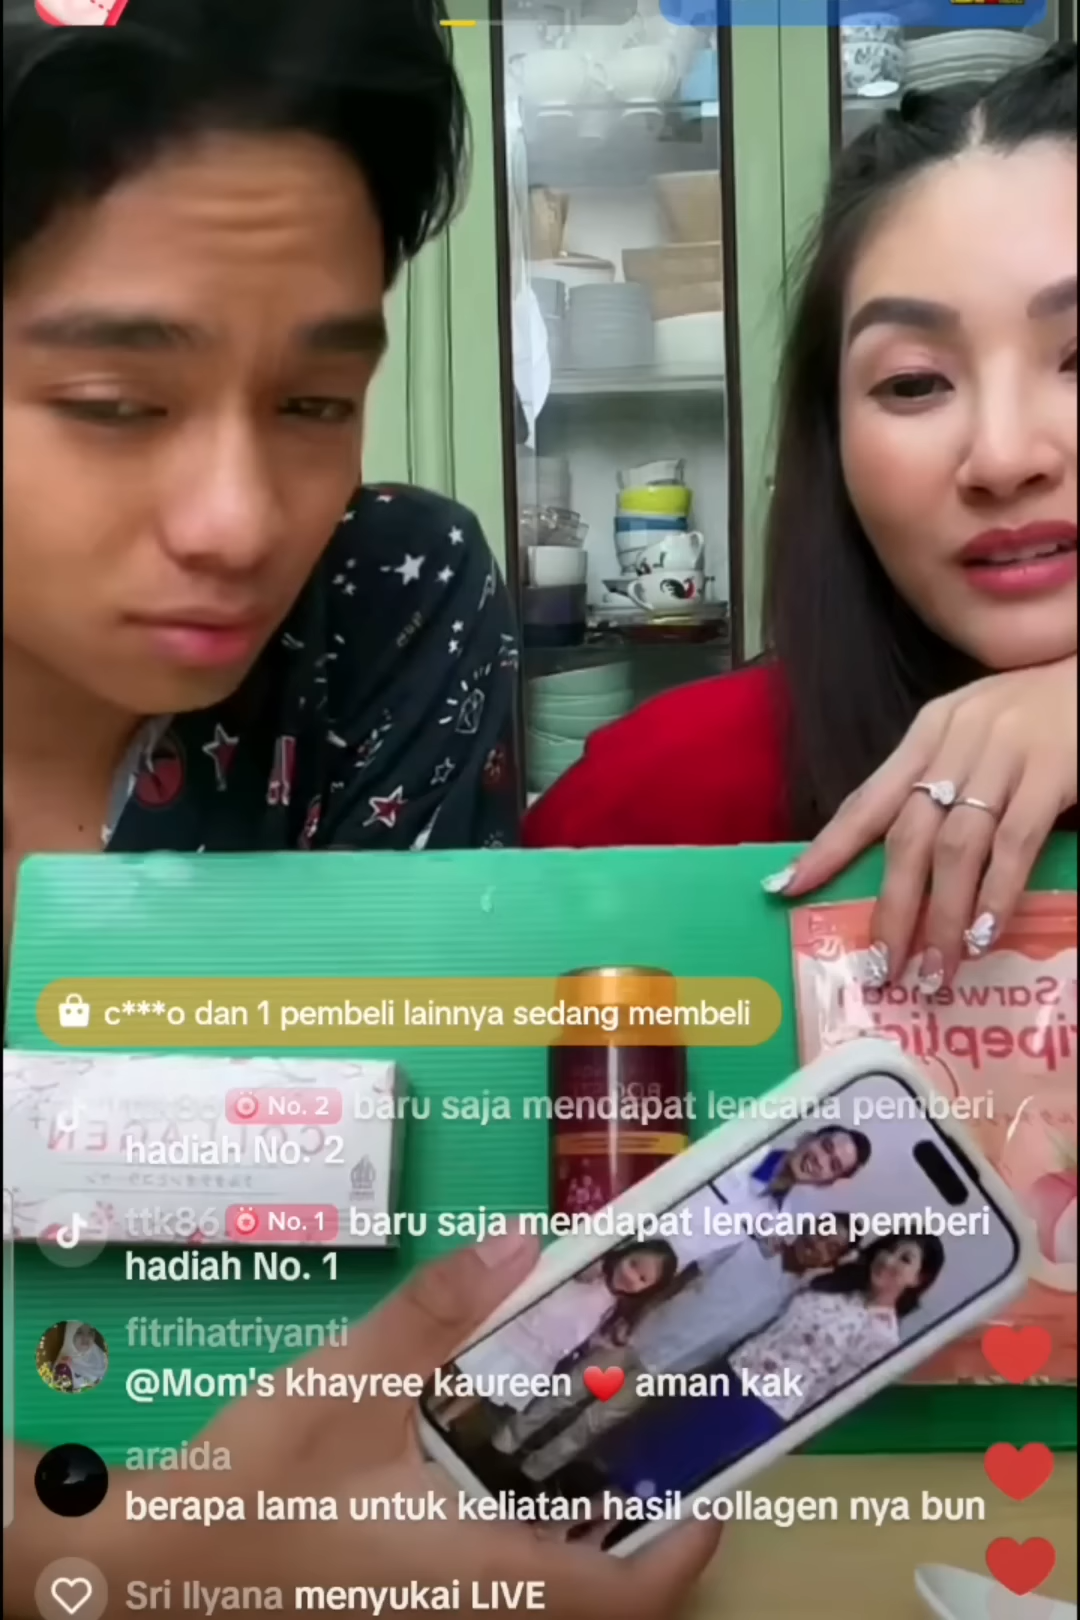 Sarwendah
c***o dan 1 pembeli lainnya sedang membeli
No. 2 baru saja mendapat lencana pemberi
hadiah No. 2
COLLAGEN
ttk86 No. 1 baru saja mendapat lencana pemberi
hadiah No. 1
fitrihatriyanti
@Mom's khayree kaureen ❤️ aman kak
araida
berapa lama untuk keliatan hasil collagen nya bun
Sri Ilyana menyukai LIVE